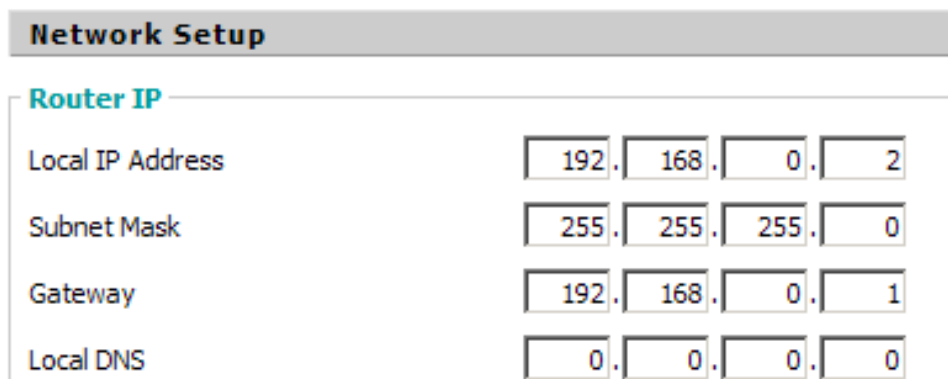 Network Setup
Router IP
Local IP Address 192. 168. 0. 2
Subnet Mask 255. 255. 255. 0
Gateway 192. 168. 0. 1
Local DNS 0. 0. 0. 0